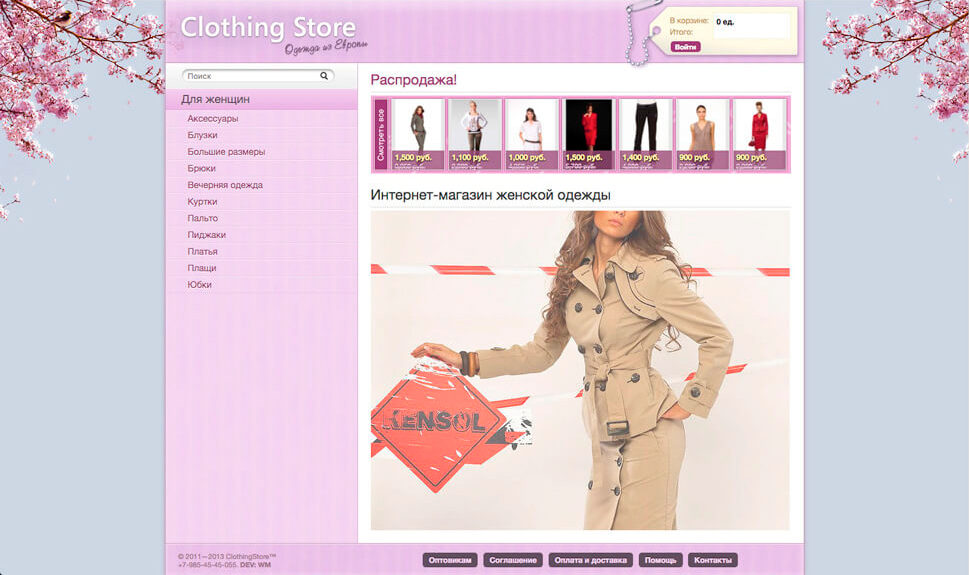 Clothing Store
Одежда из Европы
В корзине: 0 ед.
Итого:
Войти
Поиск
Для женщин
Аксессуары
Блузки
Большие размеры
Брюки
Вечерняя одежда
Куртки
Пальто
Пиджаки
Платья
Плащи
Юбки
Распродажа!
Смотреть все
1,500 руб.
1,100 руб.
1,000 руб.
1,500 руб.
1,400 руб.
900 руб.
900 руб.
Интернет-магазин женской одежды
KENSOL
© 2011—2013 ClothingStore™
+7-985-45-45-055. DEV: WM
Оптовикам
Соглашение
Оплата и доставка
Помощь
Контакты